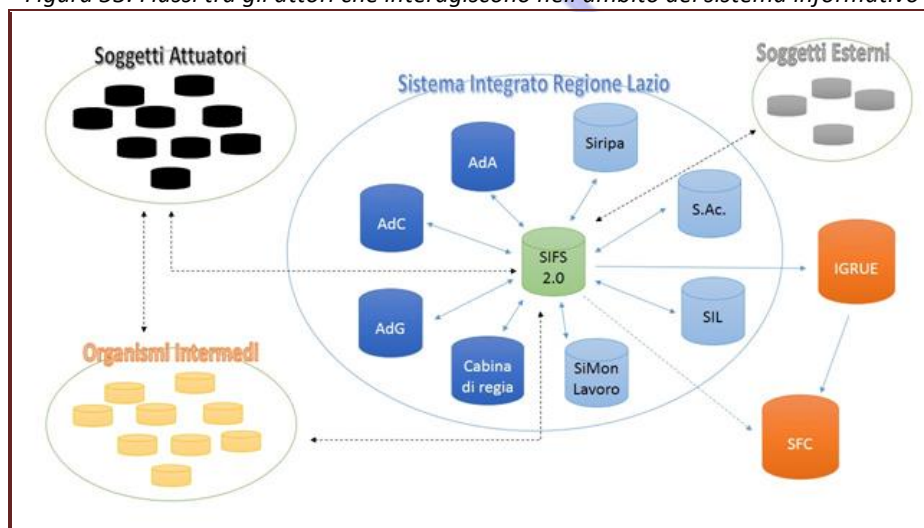 Figura 33. Flussi tra gli attori che interagiscono nell'ambito del sistema informativo
Soggetti Attuatori
Soggetti Esterni
Sistema Integrato Regione Lazio
AdA
Siripa
AdC
S.Ac.
SIFS
2.0
IGRUE
AdG
SIL
Organismi Intermedi
Cabina
di regia
SiMon
Lavoro
SFC